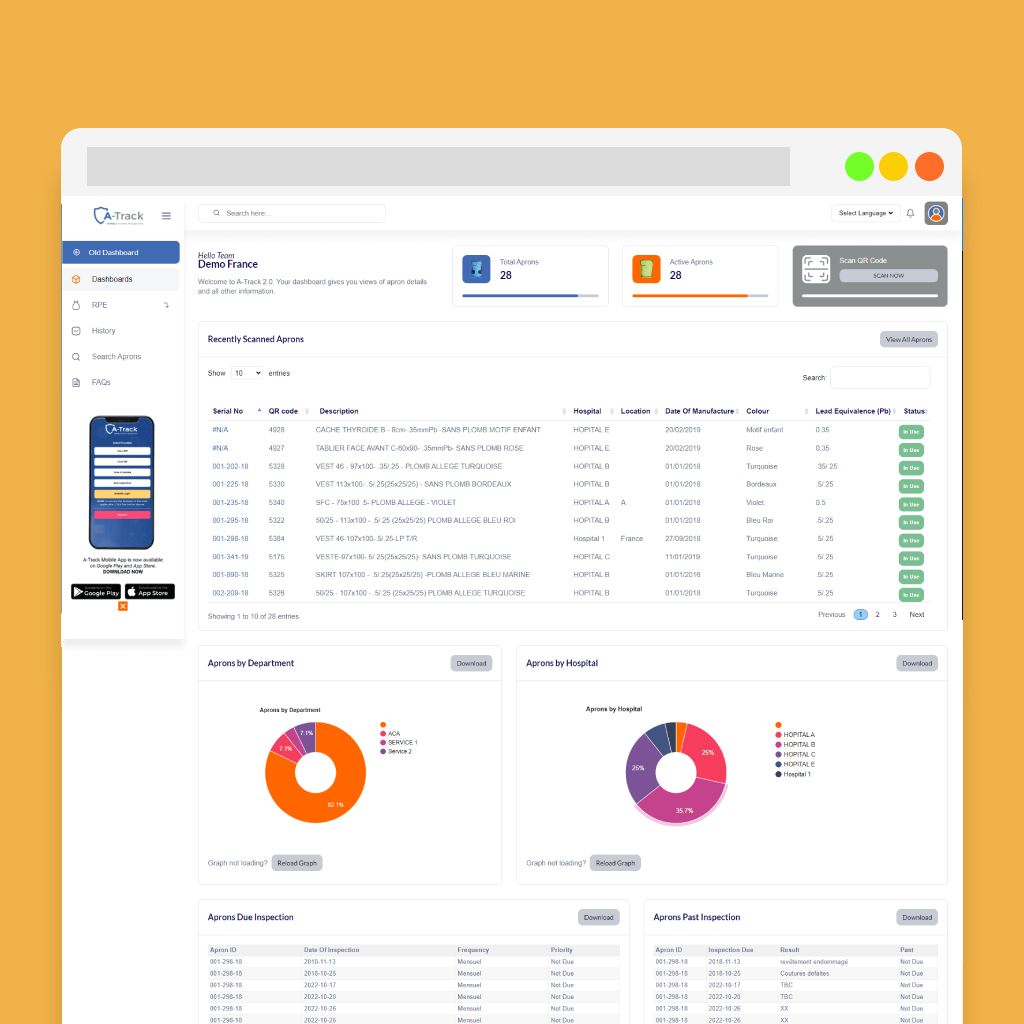 A-Track
Search here...
Select Language
Old Dashboard
Dashboards
RPE
History
Search Aprons
FAQs
A-Track
A-Track Mobile App is now available
on Google Play and App Store.
DOWNLOAD NOW
Google Play
App Store
Hello Team
Demo France
Welcome to A-Track 2.0. Your dashboard gives you views of apron details
and all other information.
Total Aprons
28
Active Aprons
28
Scan QR Code
SCAN NOW
Recently Scanned Aprons
View All Aprons
Show 10 entries
Search:
Serial No QR code Description Hospital Location Date Of Manufacture Colour Lead Equivalence (Pb) Status
#N/A 4928 CACHE THYROIDE B - 8cm- .35mmPb -SANS PLOMB MOTIF ENFANT HOPITAL E 20/02/2019 Motif enfant 0.35 In Use
#N/A 4927 TABLIER FACE AVANT C-60x90- .35mmPb- SANS PLOMB ROSE HOPITAL E 20/02/2019 Rose 0.35 In Use
001-202-18 5328 VEST 46 - 97x100- .35/.25 - PLOMB ALLEGE TURQUOISE HOPITAL B 01/01/2018 Turquoise .35/.25 In Use
001-225-18 5330 VEST 113x100- .5/.25(25x25/25) - SANS PLOMB BORDEAUX HOPITAL B 01/01/2018 Bordeaux .5/.25 In Use
001-235-18 5340 SFC - 75x100 .5- PLOMB ALLEGE - VIOLET HOPITAL A A 01/01/2018 Violet 0.5 In Use
001-295-18 5322 50/25 - 113x100 - .5/.25 (25x25/25) PLOMB ALLEGE BLEU ROI HOPITAL B 01/01/2018 Bleu Roi .5/.25 In Use
001-298-18 5384 VEST 46-107x100-.5/.25-LP T/R Hospital 1 France 27/09/2018 Turquoise .5/.25 In Use
001-341-19 5175 VESTE-97x100-.5/.25(25x25/25)- SANS PLOMB TURQUOISE HOPITAL C 11/01/2019 Turquoise .5/.25 In Use
001-990-16 5325 SKIRT 107x100 - .5/.25(25x25/25) -PLOMB ALLEGE BLEU MARINE HOPITAL B 01/01/2016 Bleu Marine .5/.25 In Use
002-209-18 5326 50/25 - 107x100 - .5/.25 (25x25/25) PLOMB ALLEGE TURQUOISE HOPITAL B 01/01/2018 Turquoise .5/.25 In Use
Showing 1 to 10 of 28 entries
Previous 1 2 3 Next
Aprons by Department
Download
Aprons by Department
7.1%
7.1%
82.1%
ACA
SERVICE 1
Service 2
Graph not loading? Reload Graph
Aprons by Hospital
Download
Aprons by Hospital
25%
25%
35.7%
HOPITAL A
HOPITAL B
HOPITAL C
HOPITAL E
Hospital 1
Graph not loading? Reload Graph
Aprons Due Inspection
Download
Apron ID Date Of Inspection Frequency Priority
001-298-18 2018-11-13 Mensuel Not Due
001-298-18 2018-10-25 Mensuel Not Due
001-298-18 2022-10-17 Mensuel Not Due
001-298-18 2022-10-20 Mensuel Not Due
001-298-18 2022-10-26 Mensuel Not Due
001-298-18 2022-10-26 Mensuel Not Due
Aprons Past Inspection
Download
Apron ID Inspection Due Result Past
001-298-18 2018-11-13 revêtement endommagé Not Due
001-298-18 2018-10-25 Coutures défaites Not Due
001-298-18 2022-10-17 TBC Not Due
001-298-18 2022-10-20 TBC Not Due
001-298-18 2022-10-26 XX Not Due
001-298-18 2022-10-26 XX Not Due